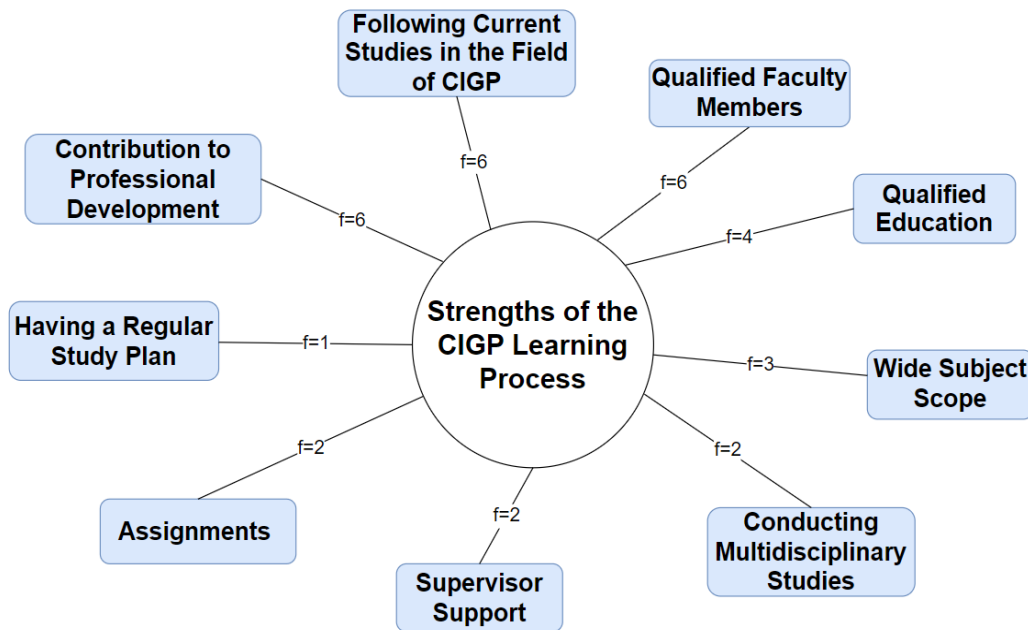 Following Current
Studies in the Field
of CIGP
Qualified Faculty
Members
Contribution to
Professional
Development
f=6
f=6
f=6
Qualified
Education
f=4
Strengths of the
CIGP Learning
Process
Having a Regular
Study Plan
f=1
f=3
Wide Subject
Scope
f=2
f=2
f=2
Assignments
Conducting
Multidisciplinary
Studies
Supervisor
Support